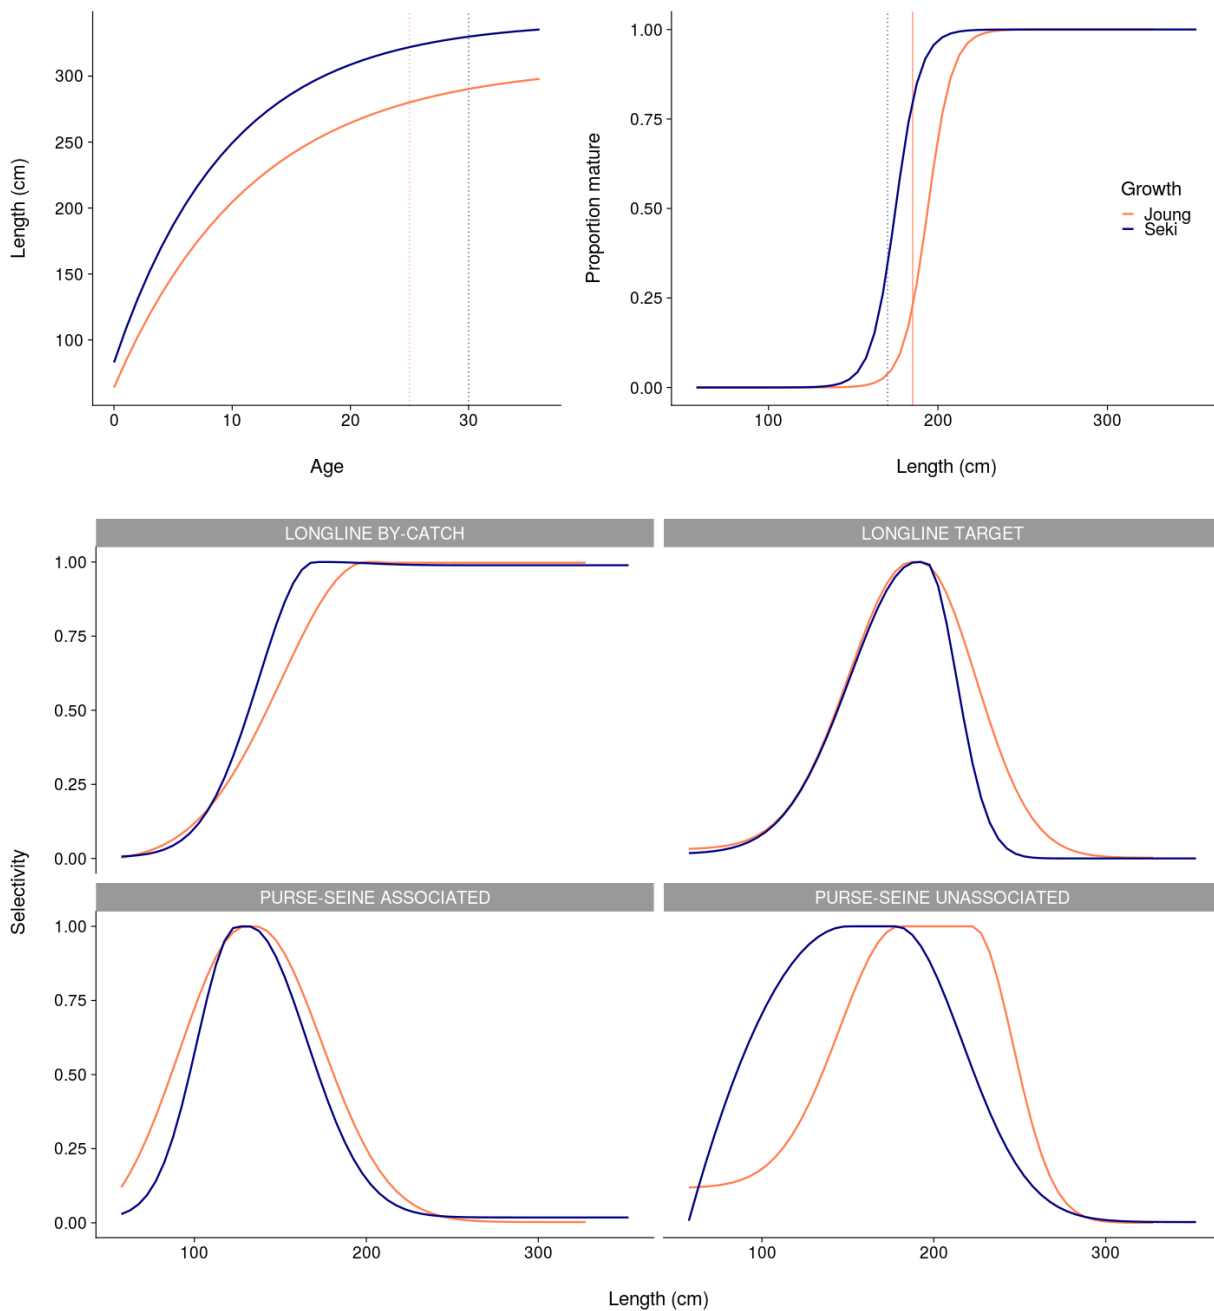 Length (cm)
300
250
200
150
100
0
10
20
30
Age
Proportion mature
1.00
0.75
0.50
0.25
0.00
100
200
300
Length (cm)
Growth
Joung
Seki
Selectivity
LONGLINE BY-CATCH
LONGLINE TARGET
1.00
0.75
0.50
0.25
0.00
PURSE-SEINE ASSOCIATED
PURSE-SEINE UNASSOCIATED
1.00
0.75
0.50
0.25
0.00
100
200
300
100
200
300
Length (cm)